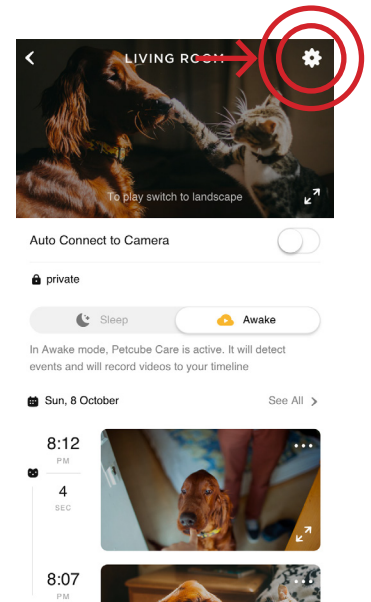 LIVING ROOM
To play switch to landscape
Auto Connect to Camera
private
Sleep
Awake
In Awake mode, Petcube Care is active. It will detect
events and will record videos to your timeline
Sun, 8 October
See All
8:12
PM
4
SEC
8:07
PM